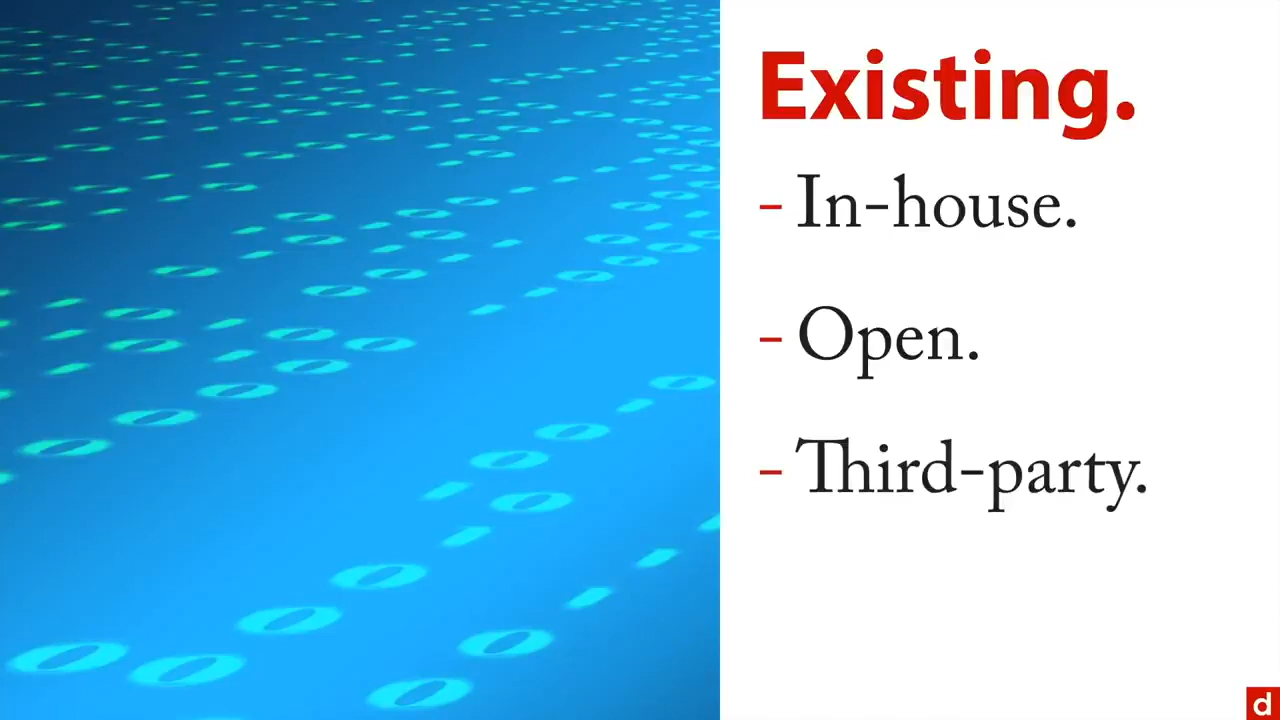 Existing.
- In-house.
- Open.
- Third-party.
d